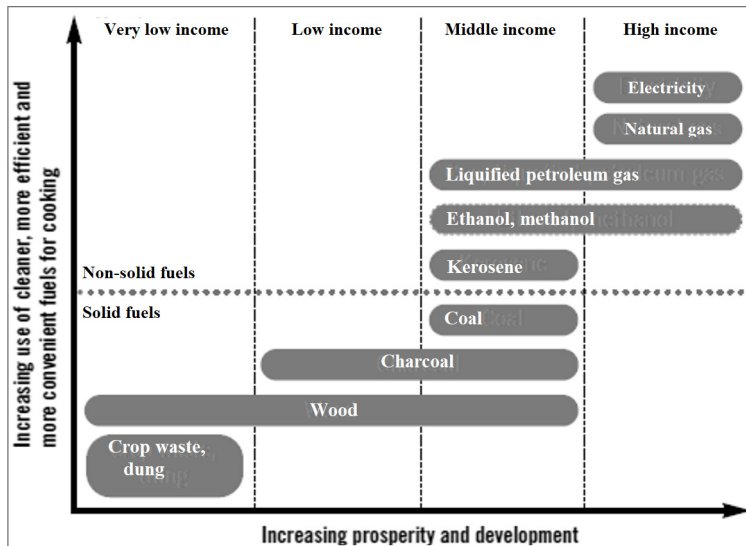 Very low income
Low income
Middle income
High income
Electricity
Natural gas
Liquified petroleum gas
Ethanol, methanol
Kerosene
Non-solid fuels
Solid fuels
Coal
Charcoal
Wood
Crop waste,
dung
Increasing use of cleaner, more efficient and
more convenient fuels for cooking
Increasing prosperity and development